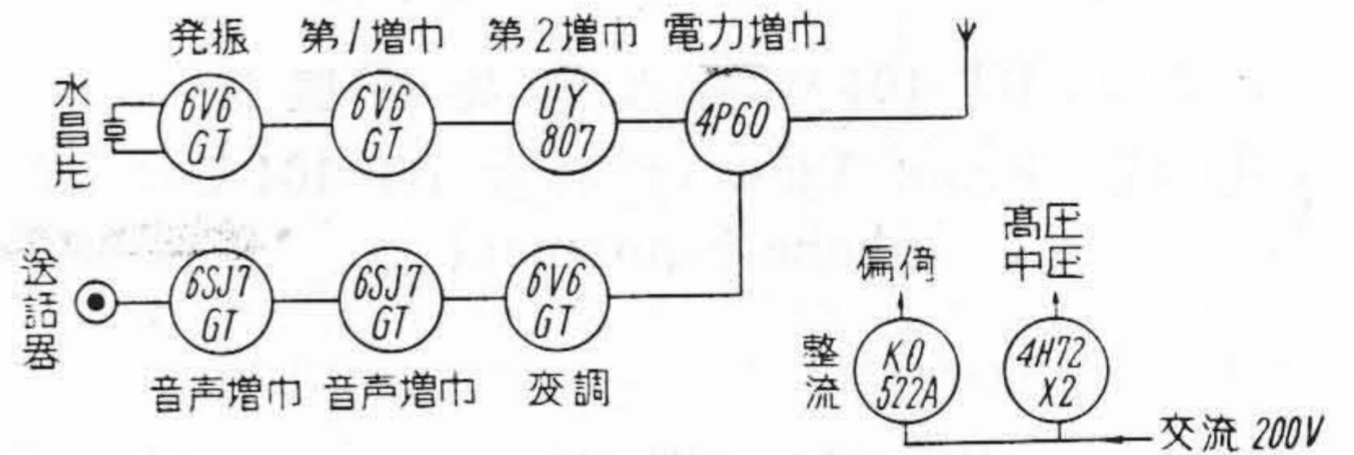 発振 第1増巾 第2増巾 電力増巾
水晶片
6V6
GT
6V6
GT
UY
807
4P60
送話器
6SJ7
GT
6SJ7
GT
6V6
GT
音声増巾 音声増巾 変調
偏倚
高圧
中圧
整流
KO
522A
4H72
X2
交流 200V